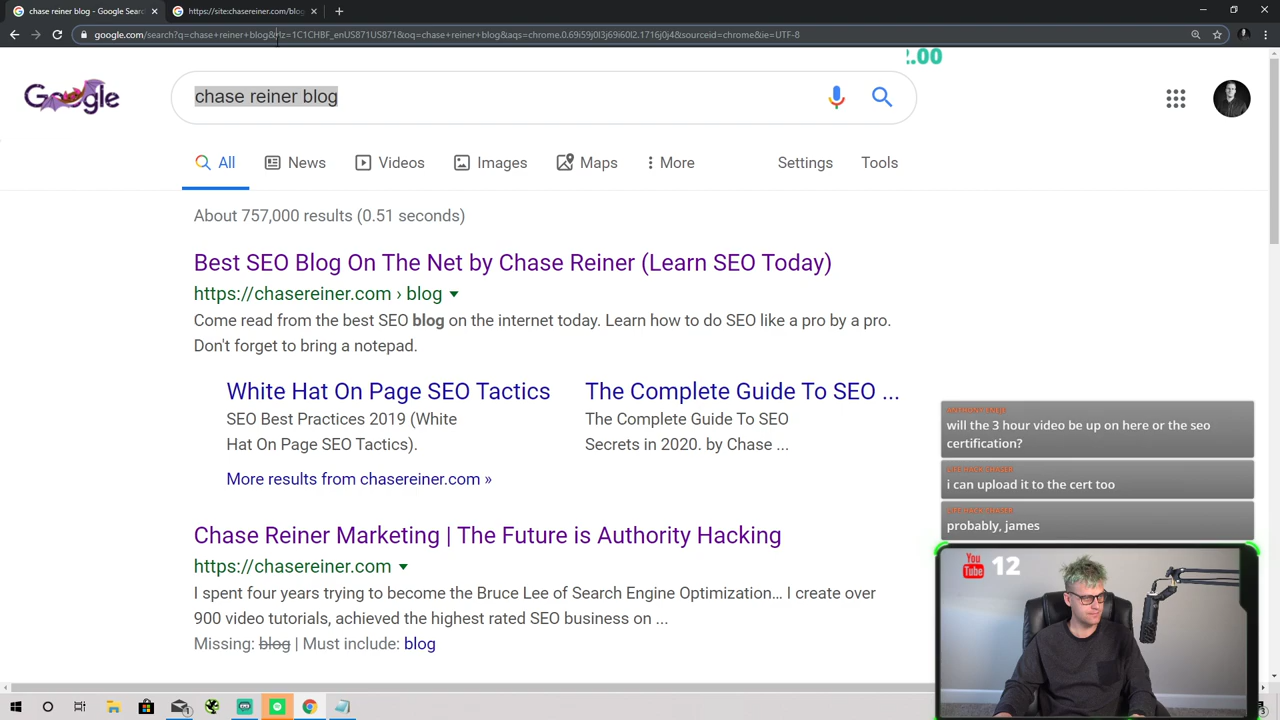 chase reiner blog - Google Sear
https://site:chasereiner.com/blog
google.com/search?q=chase+reiner+blog&rlz=1C1CHBF_enUS871US871&oq=chase+reiner+blog&aqs=chrome.0.69i59j0l3j69i60l2.1716j0j4&sourceid=chrome&ie=UTF-8
2.00
Google
chase reiner blog
All News Videos Images Maps More Settings Tools
About 757,000 results (0.51 seconds)
Best SEO Blog On The Net by Chase Reiner (Learn SEO Today)
https://chasereiner.com › blog
Come read from the best SEO blog on the internet today. Learn how to do SEO like a pro by a pro.
Don't forget to bring a notepad.
White Hat On Page SEO Tactics
SEO Best Practices 2019 (White
Hat On Page SEO Tactics).
The Complete Guide To SEO ...
The Complete Guide To SEO
Secrets in 2020. by Chase ...
More results from chasereiner.com »
Chase Reiner Marketing | The Future is Authority Hacking
https://chasereiner.com
I spent four years trying to become the Bruce Lee of Search Engine Optimization... I create over
900 video tutorials, achieved the highest rated SEO business on ...
Missing: blog | Must include: blog
will the 3 hour video be up on here or the seo
certification?
i can upload it to the cert too
probably, james
You
Tube
12